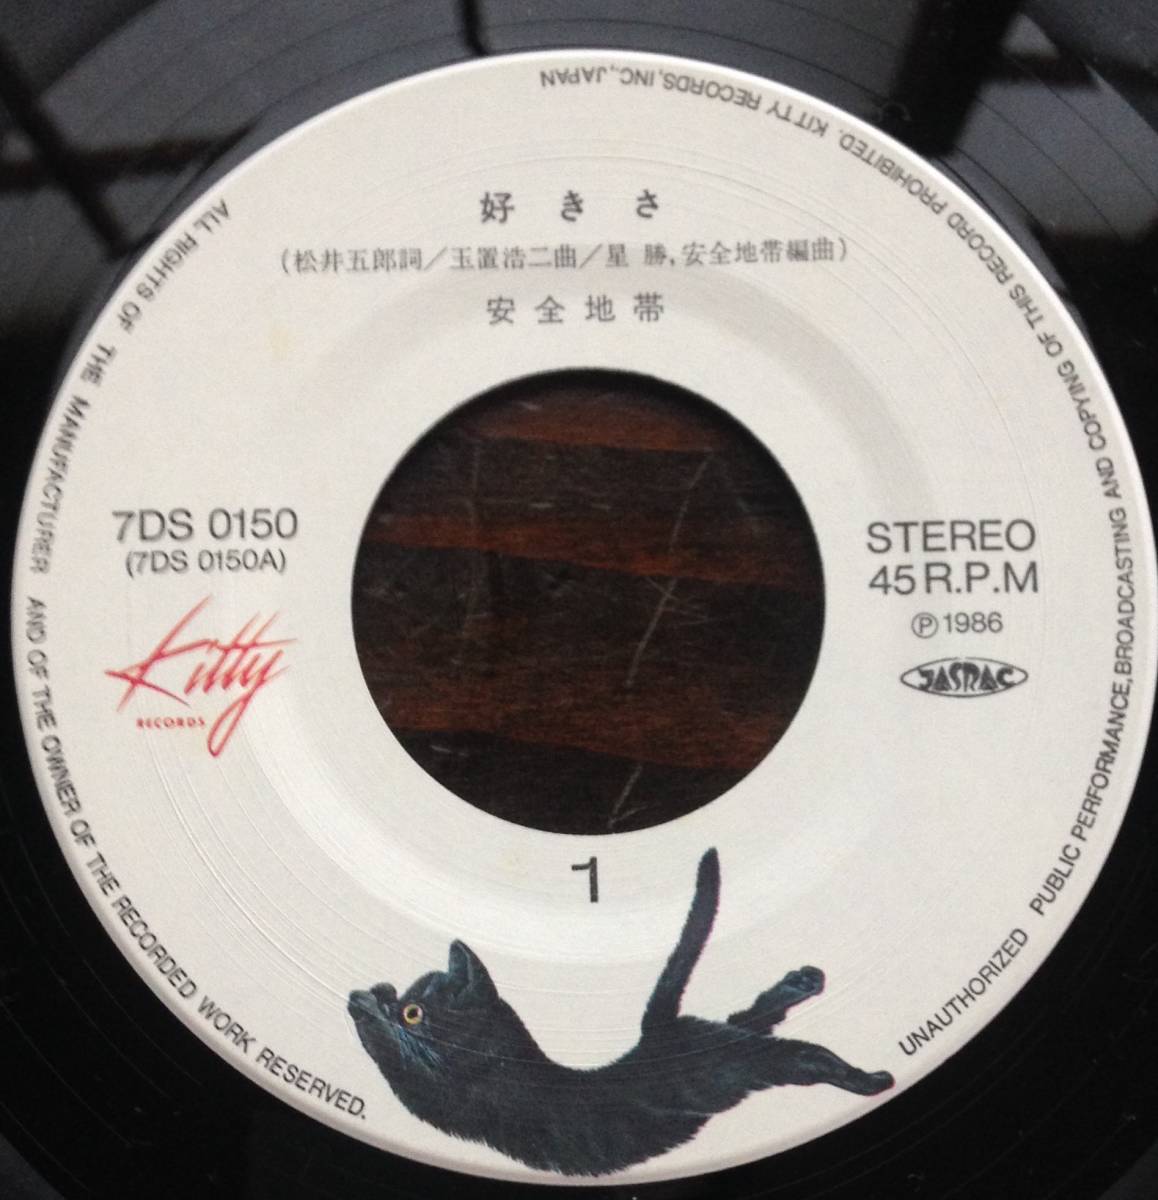 好きさ
(松井五郎詞／玉置浩二曲／星 勝,安全地帯編曲)
安全地帯
7DS 0150
(7DS 0150A)
Kitty
RECORDS
STEREO
45 R.P.M
Ⓟ1986
JASRAC
1
ALL RIGHTS OF THE MANUFACTURER AND OF THE OWNER OF THE RECORDED WORK RESERVED.
UNAUTHORIZED PUBLIC PERFORMANCE, BROADCASTING AND COPYING OF THIS RECORD PROHIBITED. KITTY RECORDS, INC., JAPAN